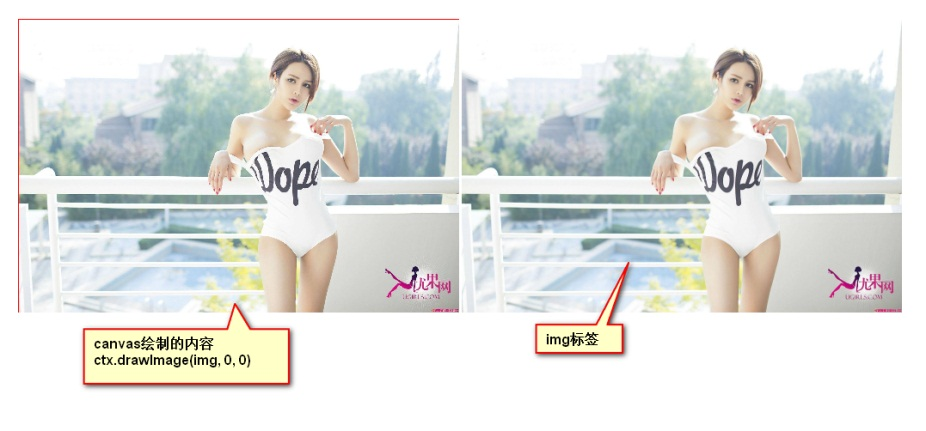 Dope
Dope
优果网
优果网
canvas绘制的内容
ctx.drawImage(img, 0, 0)
img标签